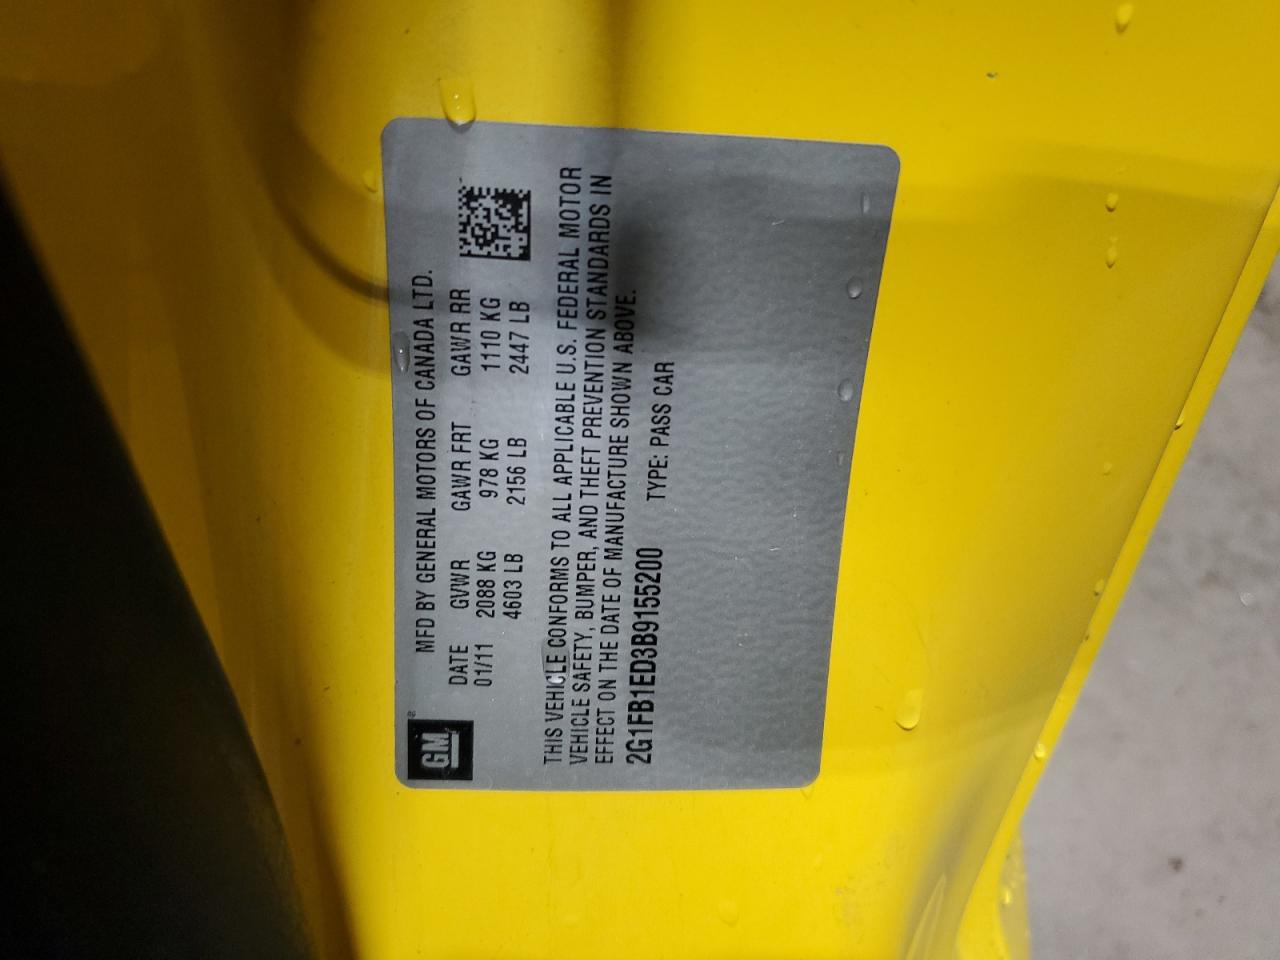 GM
MFD BY GENERAL MOTORS OF CANADA LTD.
DATE GVWR GAWR FRT GAWR RR
01/11 2088 KG 978 KG 1110 KG
4603 LB 2156 LB 2447 LB
THIS VEHICLE CONFORMS TO ALL APPLICABLE U.S. FEDERAL MOTOR
VEHICLE SAFETY, BUMPER, AND THEFT PREVENTION STANDARDS IN
EFFECT ON THE DATE OF MANUFACTURE SHOWN ABOVE.
2G1FB1ED3B9155200 TYPE: PASS CAR